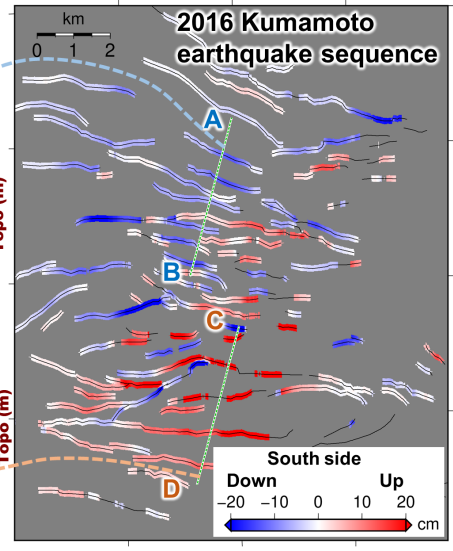 2016 Kumamoto
earthquake sequence
km
0 1 2
A
B
C
D
Topo (m)
Topo (m)
South side
Down Up
−20 −10 0 10 20 cm